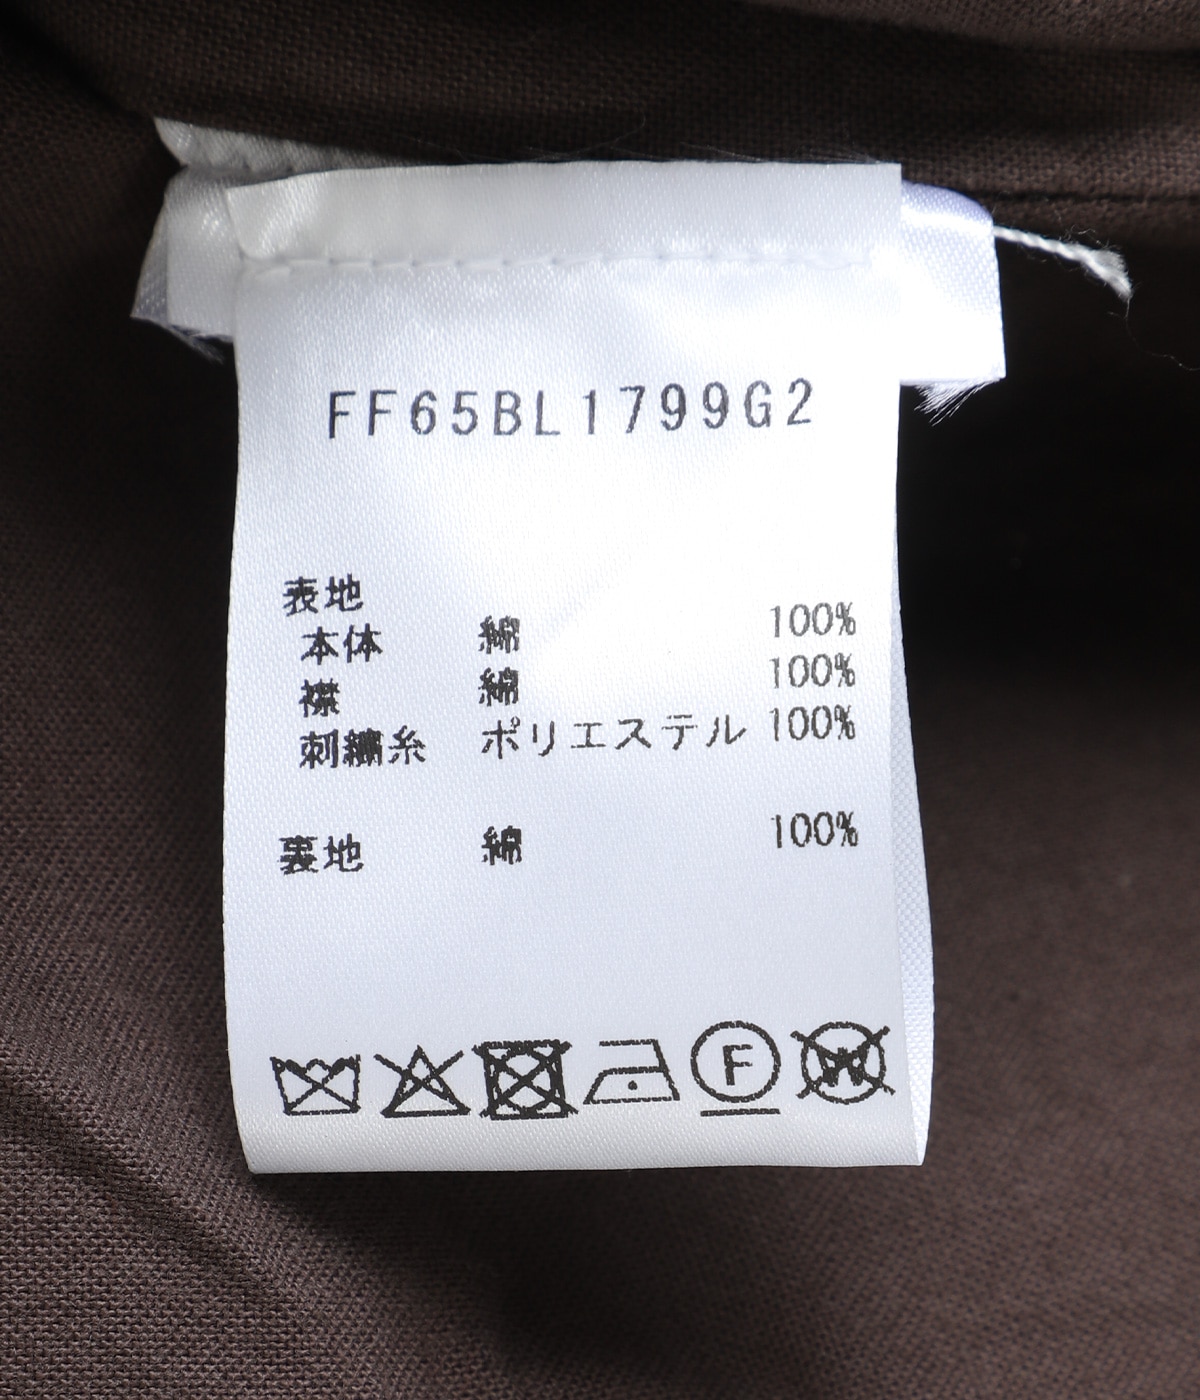 FF65BL1799G2
表地
本体 綿 100%
襟 綿 100%
刺繍糸 ポリエステル 100%
裏地 綿 100%
F W